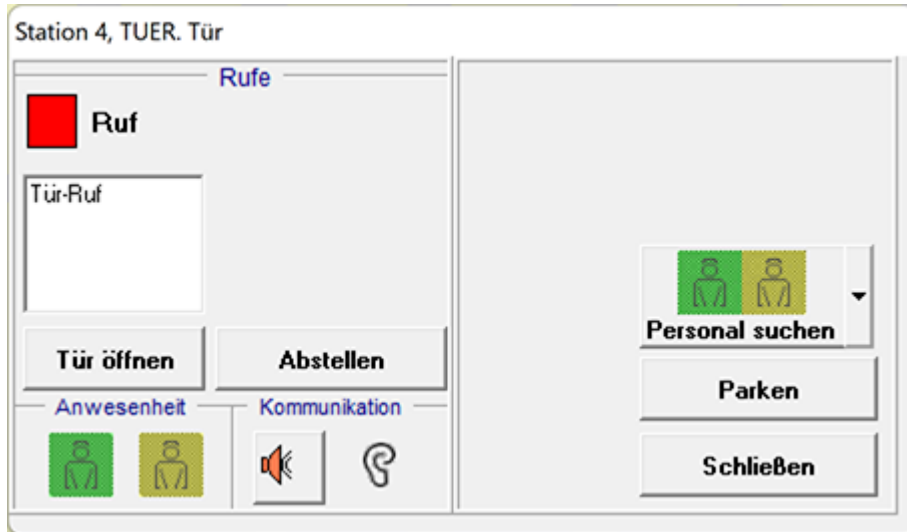 Station 4, TUER. Tür
Rufe
Ruf
Tür-Ruf
Tür öffnen
Abstellen
Anwesenheit
Kommunikation
Personal suchen
Parken
Schließen